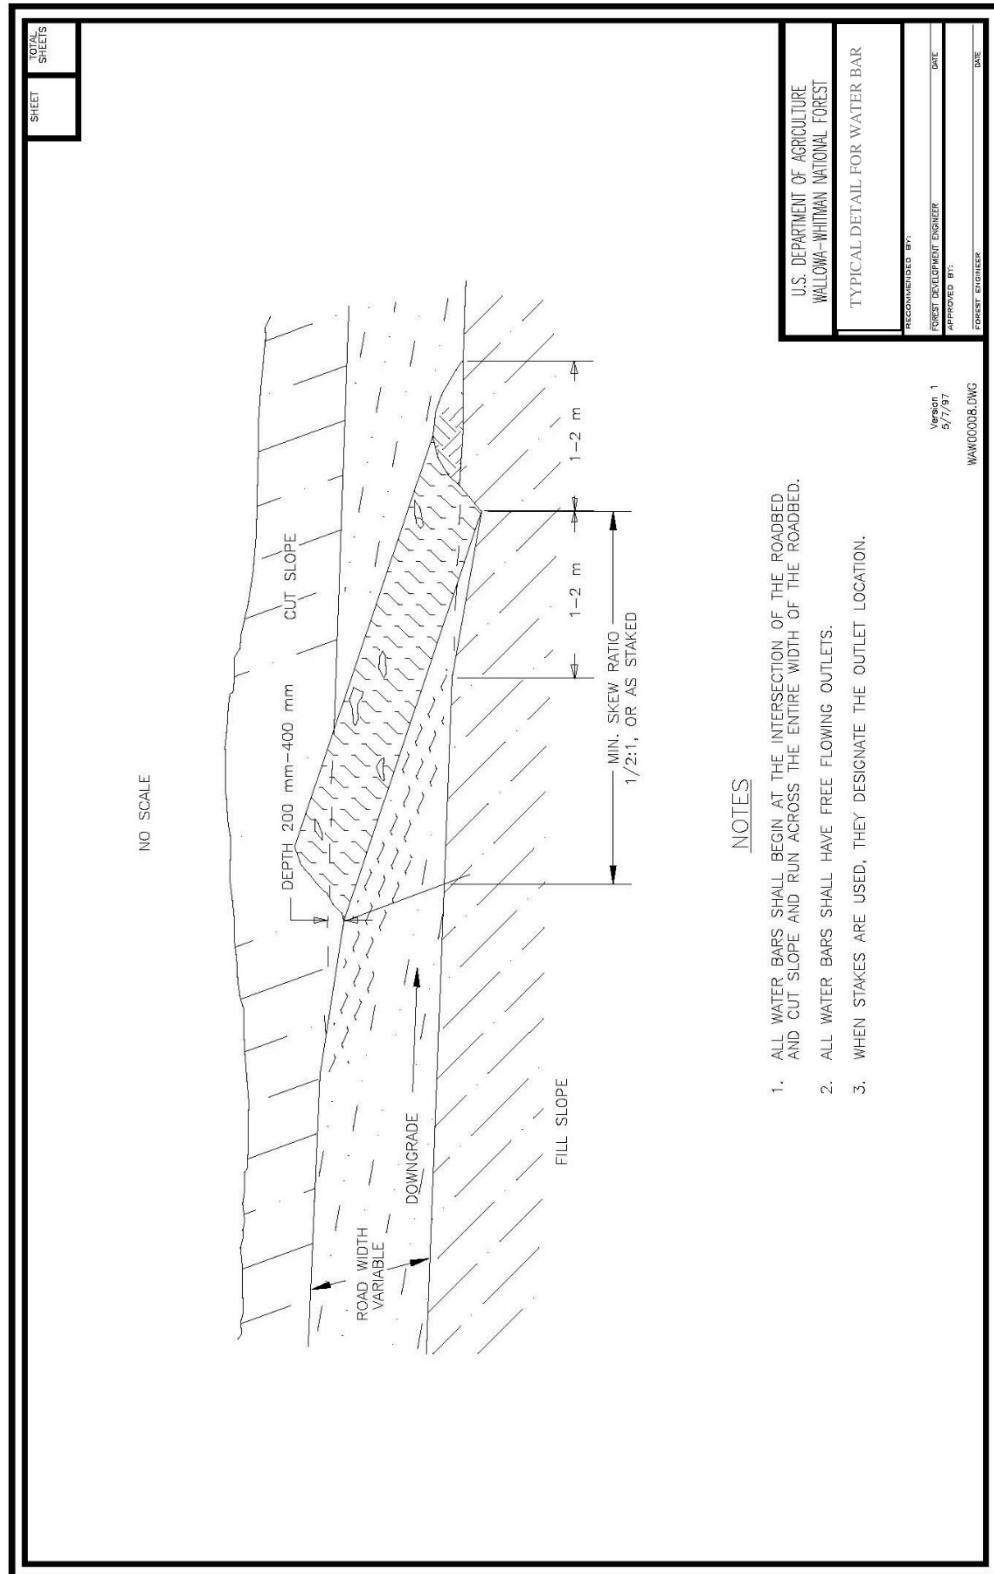 SHEET
TOTAL
SHEETS
NO SCALE
CUT SLOPE
DEPTH 200 mm-400 mm
ROAD WIDTH
VARIABLE
DOWNGRADE
FILL SLOPE
1-2 m
1-2 m
MIN. SKEW RATIO
1/2:1, OR AS STAKED
NOTES
1. ALL WATER BARS SHALL BEGIN AT THE INTERSECTION OF THE ROADBED
AND CUT SLOPE AND RUN ACROSS THE ENTIRE WIDTH OF THE ROADBED.
2. ALL WATER BARS SHALL HAVE FREE FLOWING OUTLETS.
3. WHEN STAKES ARE USED, THEY DESIGNATE THE OUTLET LOCATION.
U.S. DEPARTMENT OF AGRICULTURE
WALLOWA-WHITMAN NATIONAL FOREST
TYPICAL DETAIL FOR WATER BAR
RECOMMENDED BY:
FOREST DEVELOPMENT ENGINEER DATE
APPROVED BY:
FOREST ENGINEER DATE
Version 1
5/7/97
WAW00008.DWG